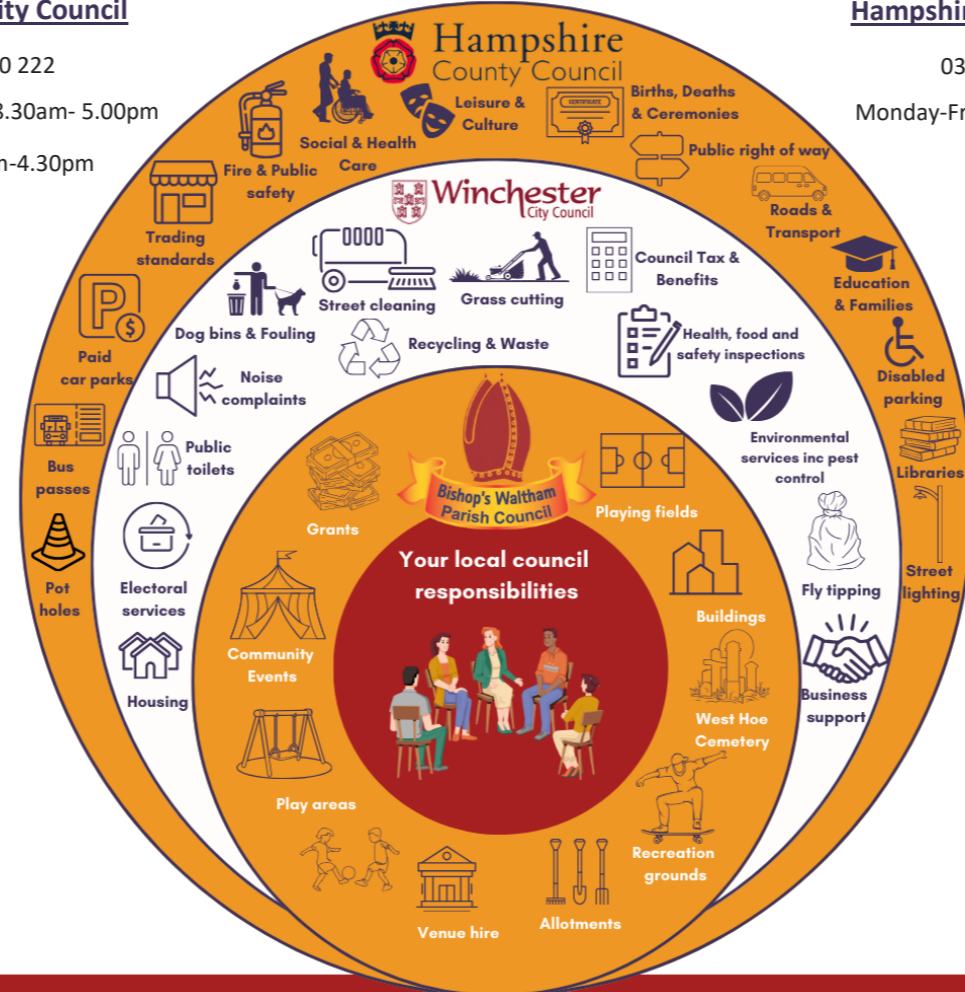 ity Council
0 222
8.30am- 5.00pm
m-4.30pm
Hampshir
03
Monday-Fr
Hampshire
County Council
Births, Deaths
& Ceremonies
Leisure &
Culture
Social & Health
Care
Fire & Public
safety
Public right of way
Trading
standards
Roads &
Transport
Education
& Families
Paid
car parks
Disabled
parking
Bus
passes
Libraries
Pot
holes
Street
lighting
CERTIFICATE
P
$
Winchester
City Council
Street cleaning
Grass cutting
Council Tax &
Benefits
Dog bins & Fouling
Recycling & Waste
Health, food and
safety inspections
Noise
complaints
Public
toilets
Environmental
services inc pest
control
Electoral
services
Fly tipping
Housing
Business
support
Bishop's Waltham
Parish Council
Grants
Playing fields
Your local council
responsibilities
Buildings
Community
Events
West Hoe
Cemetery
Play areas
Recreation
grounds
Venue hire
Allotments